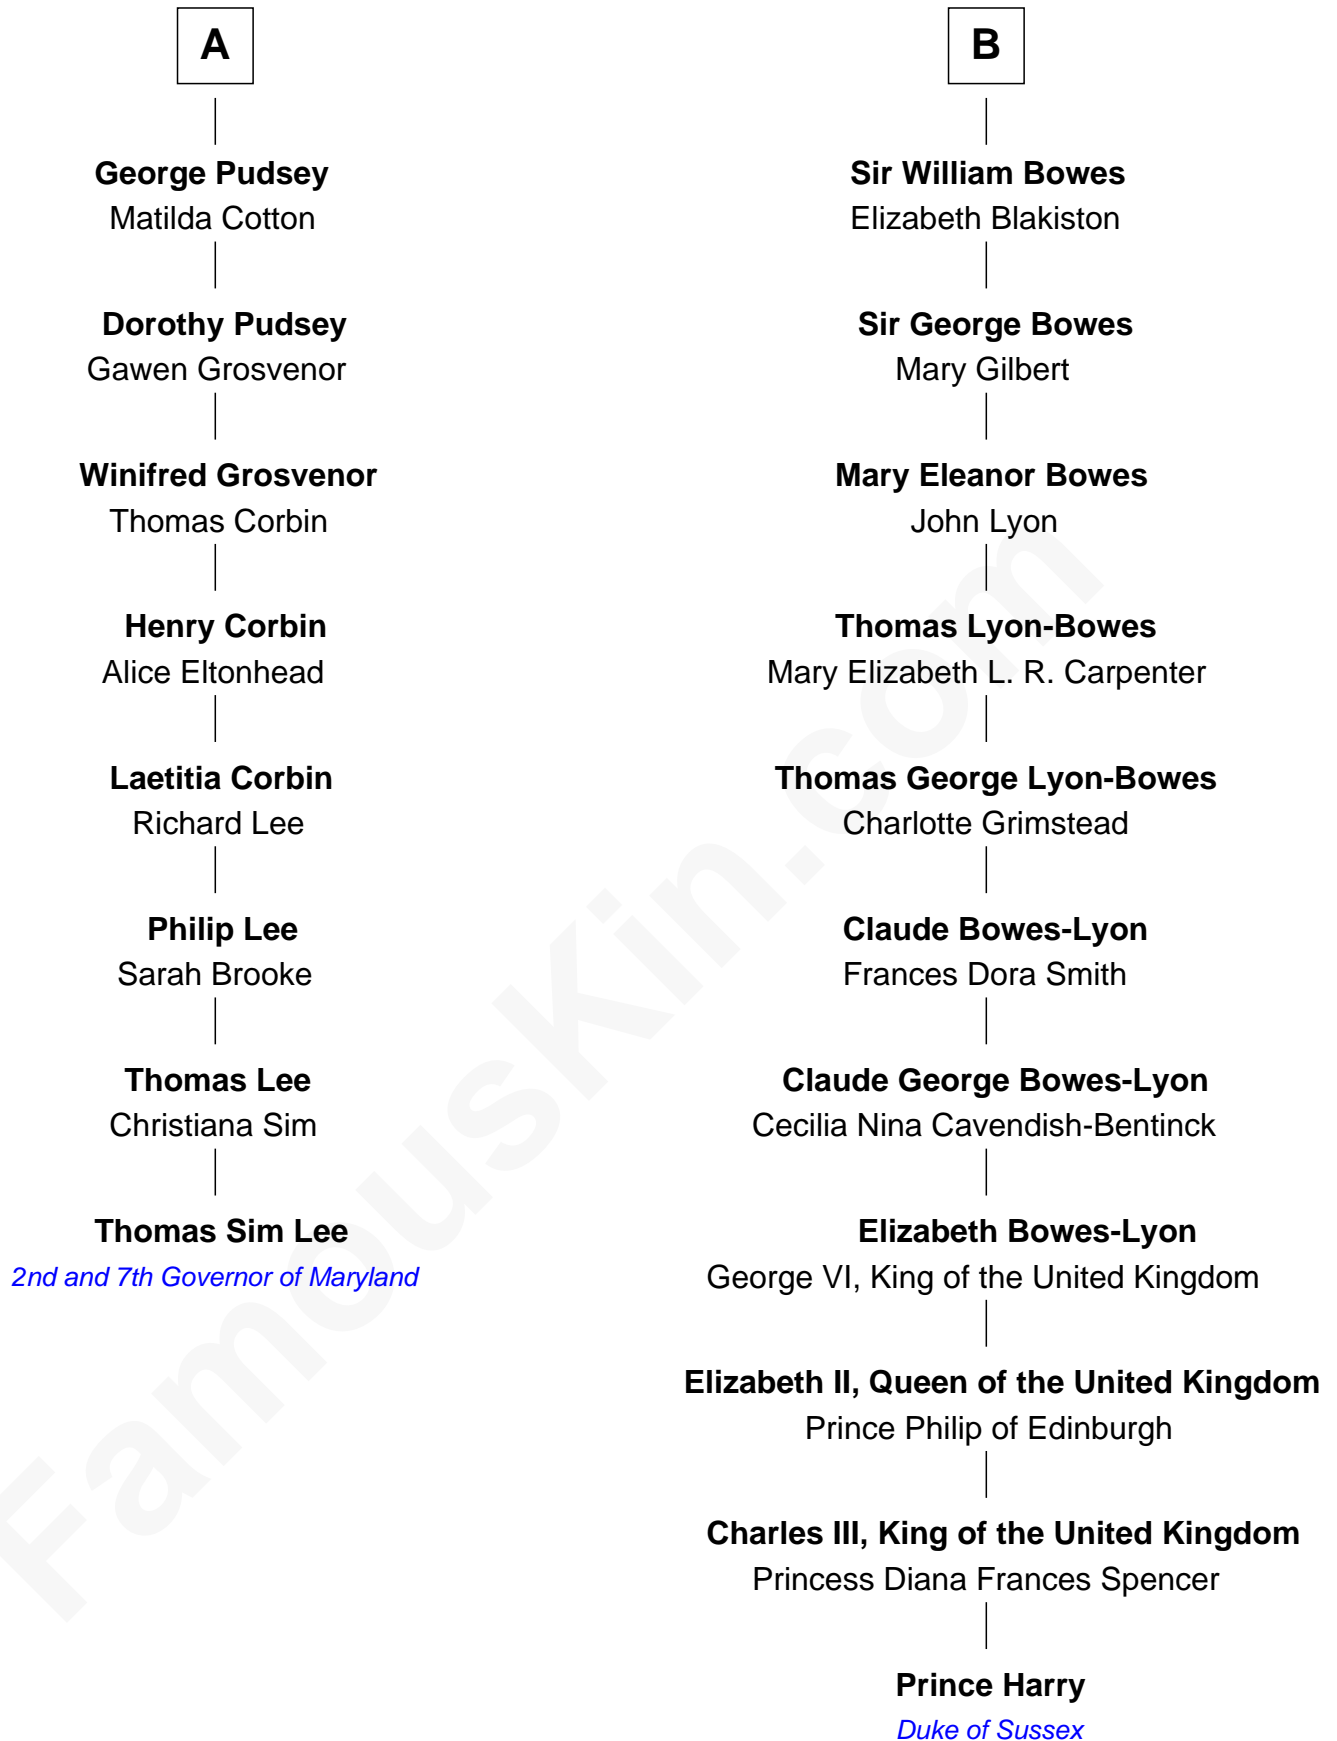 A
George Pudsey
Matilda Cotton
Dorothy Pudsey
Gawen Grosvenor
Winifred Grosvenor
Thomas Corbin
Henry Corbin
Alice Eltonhead
Laetitia Corbin
Richard Lee
Philip Lee
Sarah Brooke
Thomas Lee
Christiana Sim
Thomas Sim Lee
2nd and 7th Governor of Maryland
B
Sir William Bowes
Elizabeth Blakiston
Sir George Bowes
Mary Gilbert
Mary Eleanor Bowes
John Lyon
Thomas Lyon-Bowes
Mary Elizabeth L. R. Carpenter
Thomas George Lyon-Bowes
Charlotte Grimstead
Claude Bowes-Lyon
Frances Dora Smith
Claude George Bowes-Lyon
Cecilia Nina Cavendish-Bentinck
Elizabeth Bowes-Lyon
George VI, King of the United Kingdom
Elizabeth II, Queen of the United Kingdom
Prince Philip of Edinburgh
Charles III, King of the United Kingdom
Princess Diana Frances Spencer
Prince Harry
Duke of Sussex
FamousKin.com